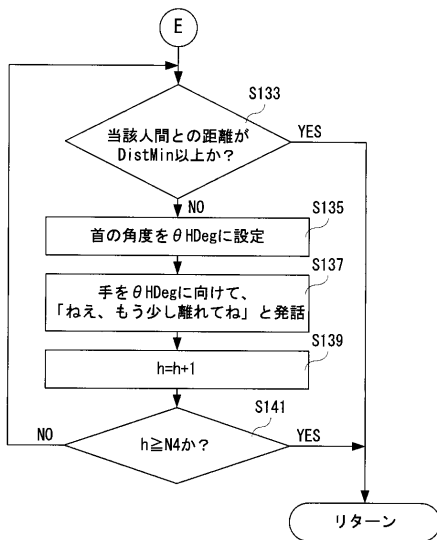 E
S133
当該人間との距離が
DistMin以上か？
YES
NO
S135
首の角度をθHDegに設定
S137
手をθHDegに向けて、
「ねえ、もう少し離れてね」と発話
S139
h=h+1
S141
NO
h≧N4か？
YES
リターン